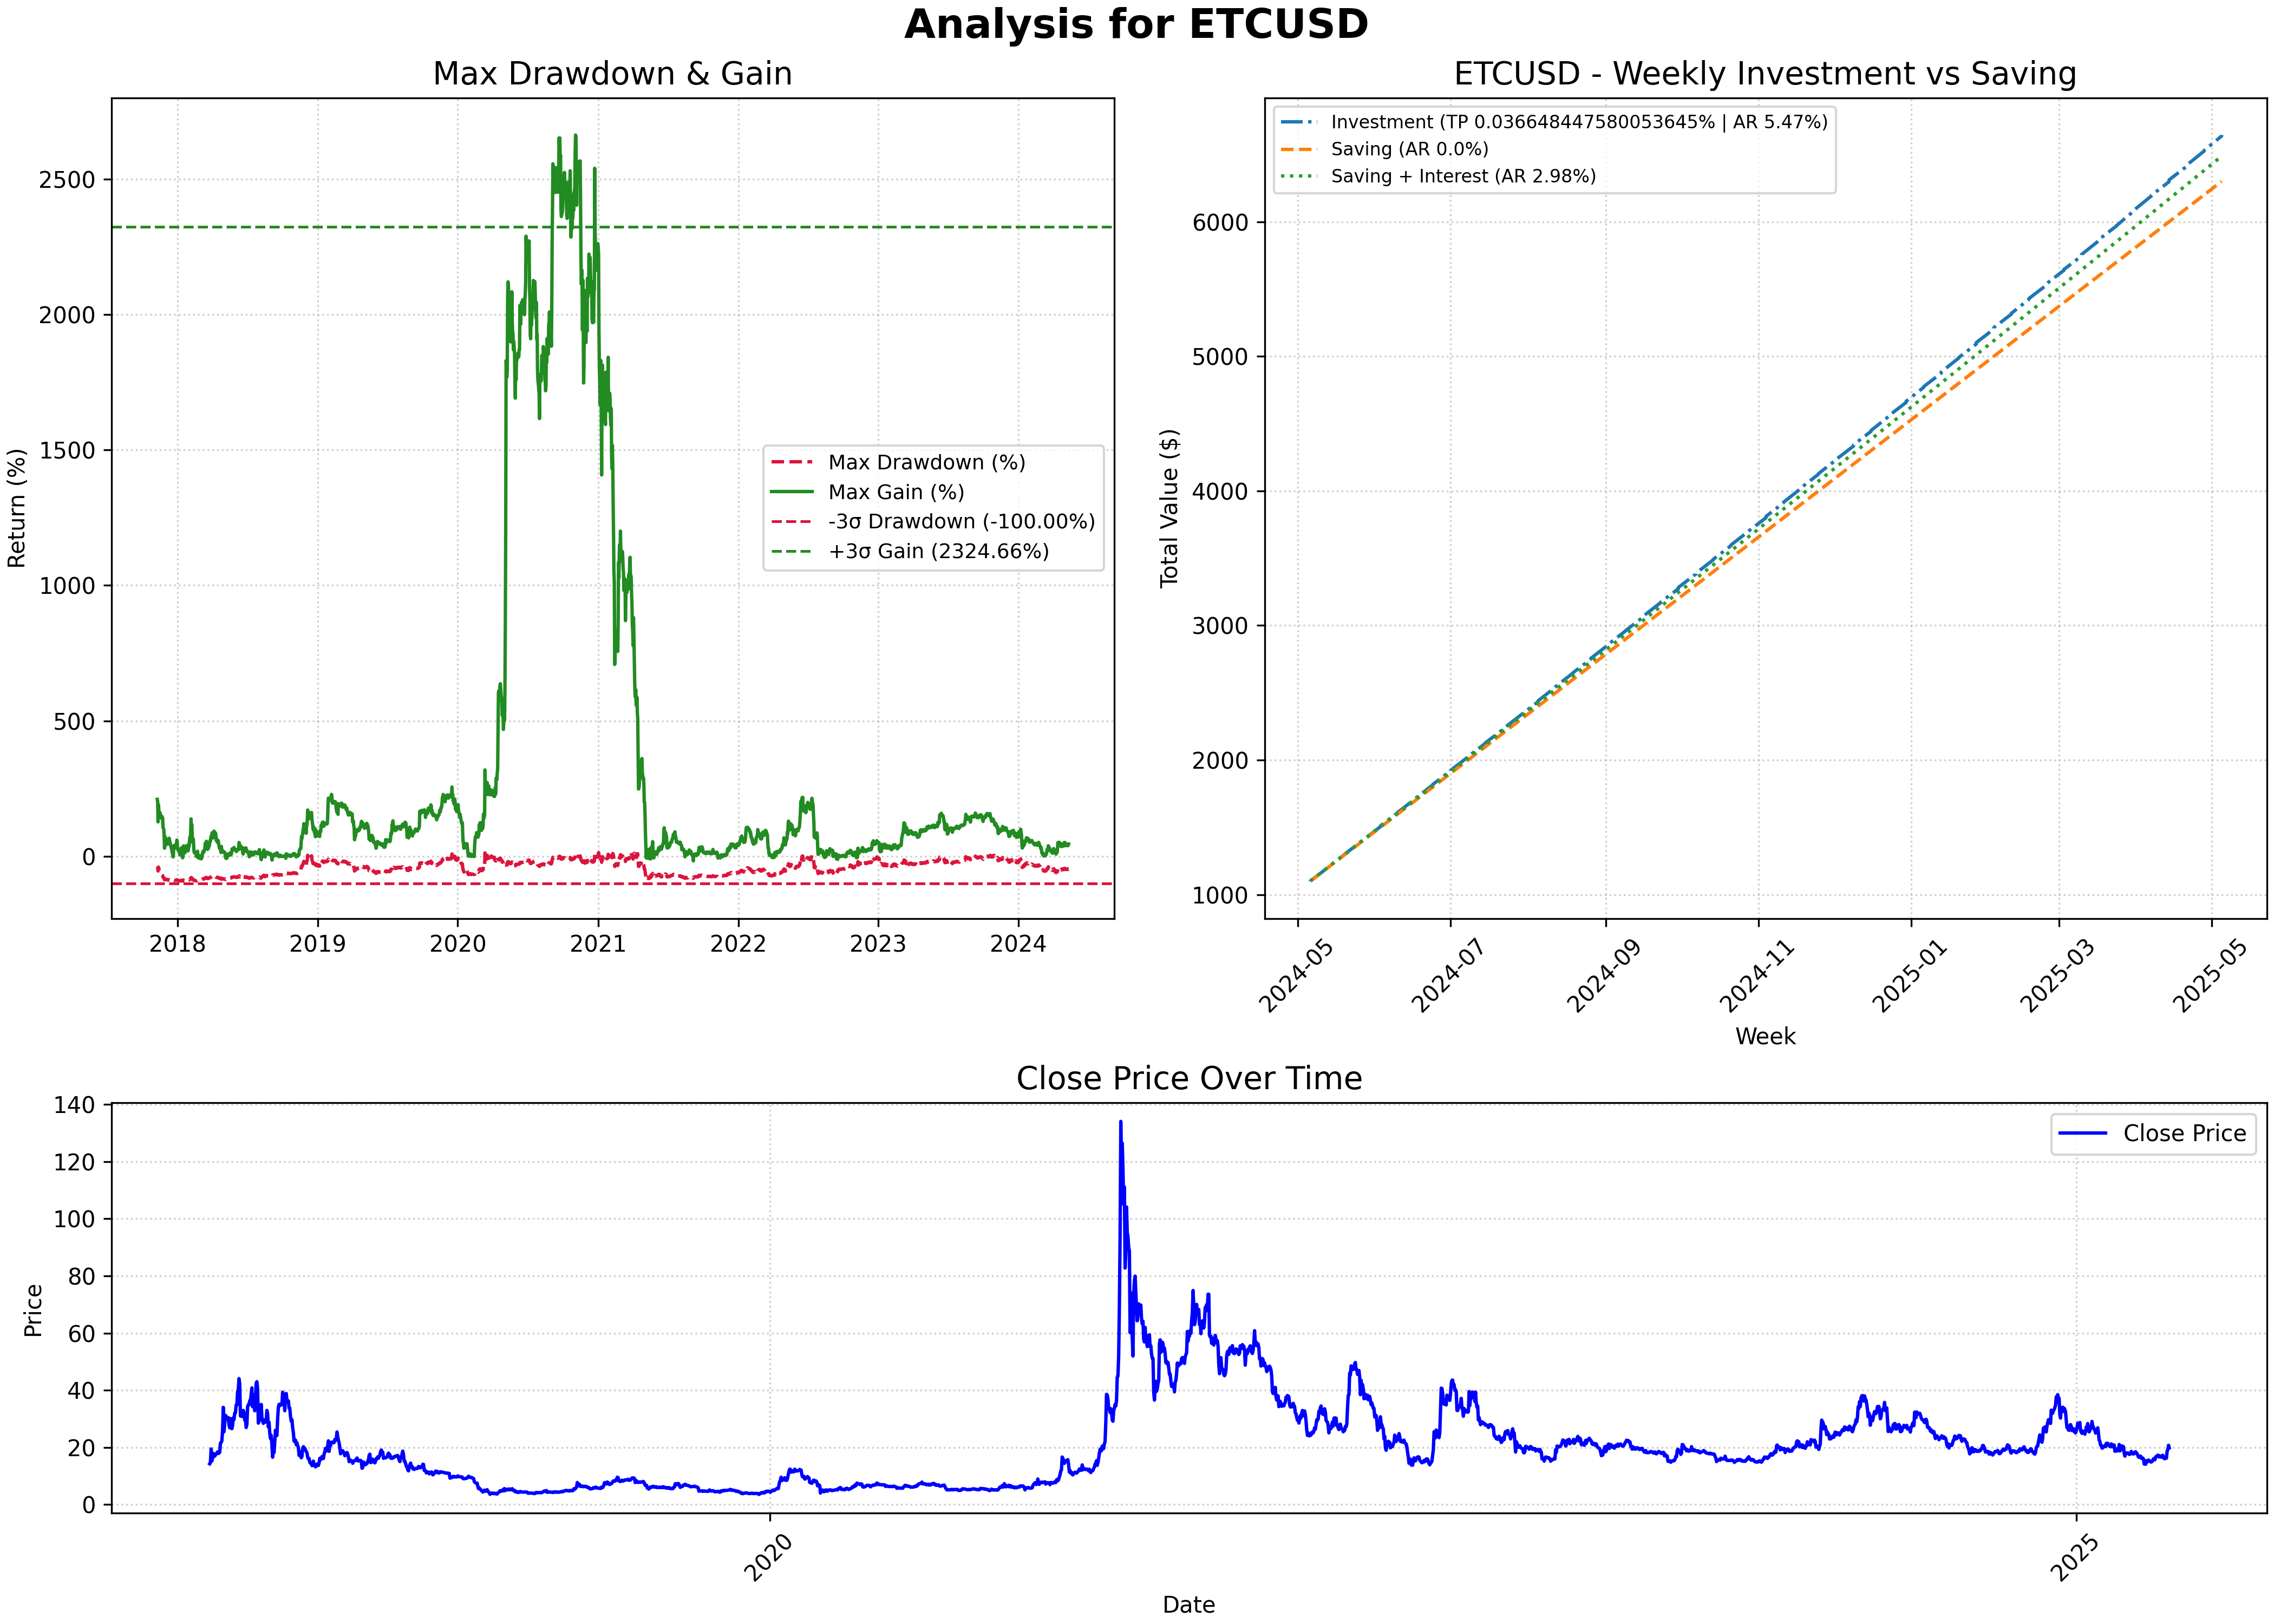 Analysis for ETCUSD
Max Drawdown & Gain
Return (%)
2500
2000
1500
1000
500
0
Max Drawdown (%)
Max Gain (%)
-3σ Drawdown (-100.00%)
+3σ Gain (2324.66%)
2018
2019
2020
2021
2022
2023
2024
ETCUSD - Weekly Investment vs Saving
Investment (TP 0.036648447580053645% | AR 5.47%)
Saving (AR 0.0%)
Saving + Interest (AR 2.98%)
Total Value ($)
6000
5000
4000
3000
2000
1000
2024-05
2024-07
2024-09
2024-11
2025-01
2025-03
2025-05
Week
Close Price Over Time
Close Price
Price
140
120
100
80
60
40
20
0
2020
2025
Date